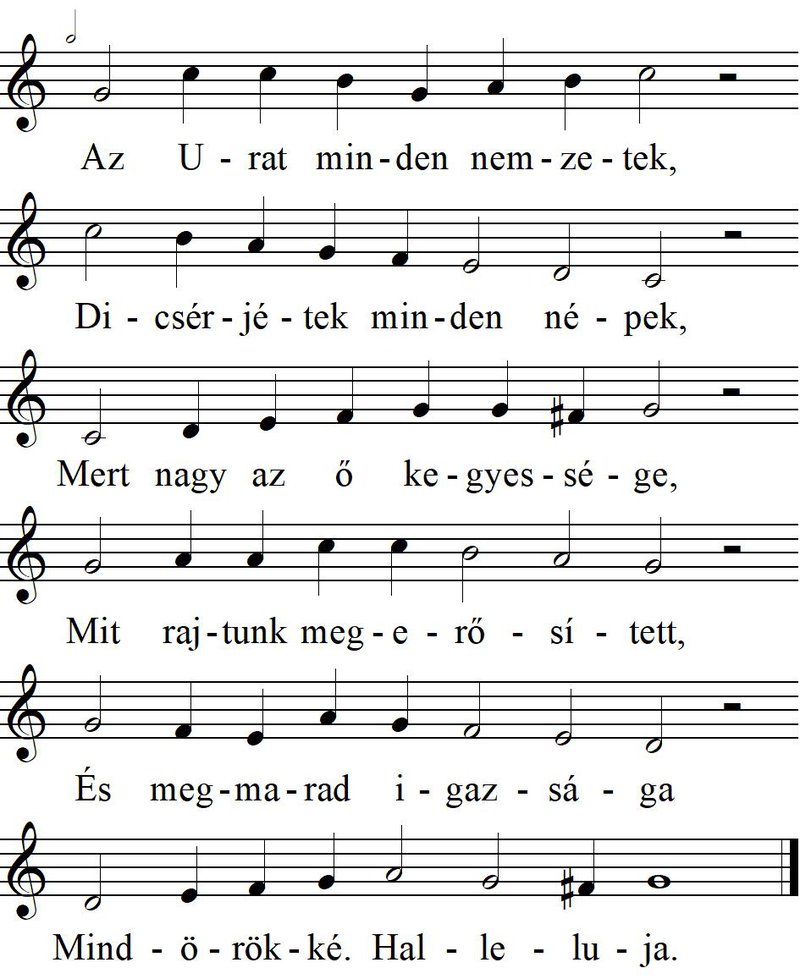 Az U - rat min - den nem - ze - tek,
Di - csér - jé - tek min - den né - pek,
Mert nagy az ő ke - gyes - sé - ge,
Mit raj - tunk meg - e - rő - sí - tett,
És meg - ma - rad i - gaz - sá - ga
Mind - ö - rök - ké. Hal - le - lu - ja.